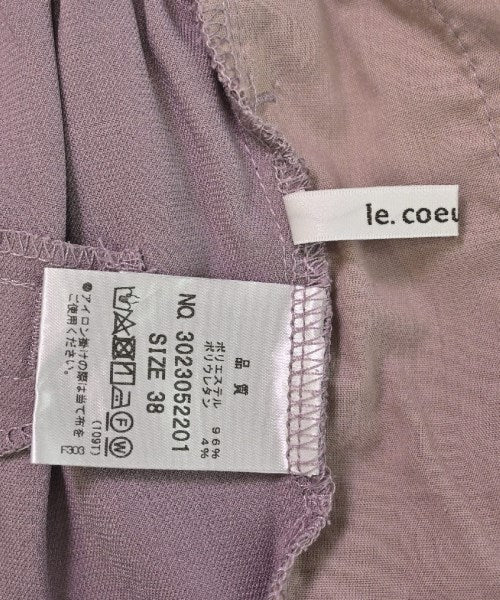 le. coeu
品質
ポリエステル 96%
ポリウレタン 4%
NO. 3023052201
SIZE 38
F W
●アイロン掛けの際は当て布を
ご使用ください。
(1097)
F303